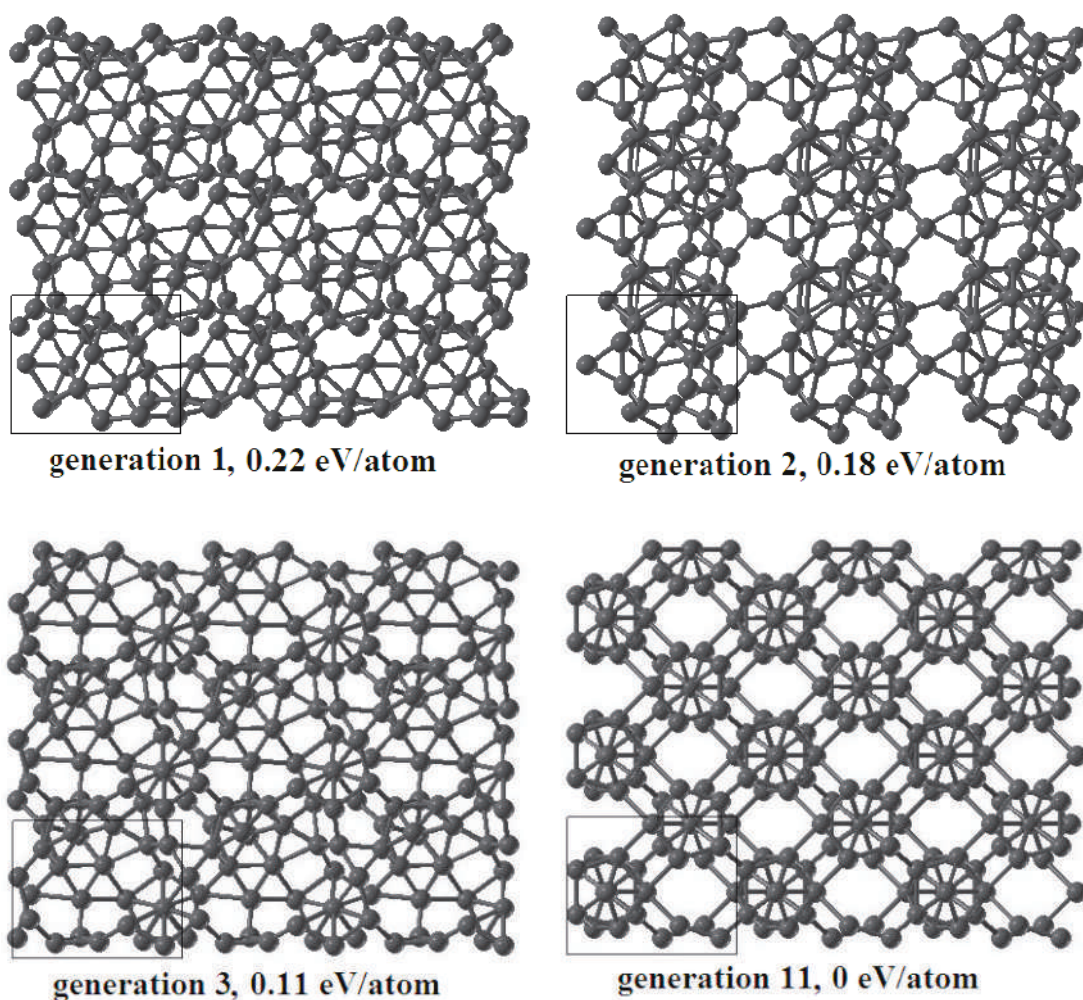 generation 1, 0.22 eV/atom
generation 2, 0.18 eV/atom
generation 3, 0.11 eV/atom
generation 11, 0 eV/atom